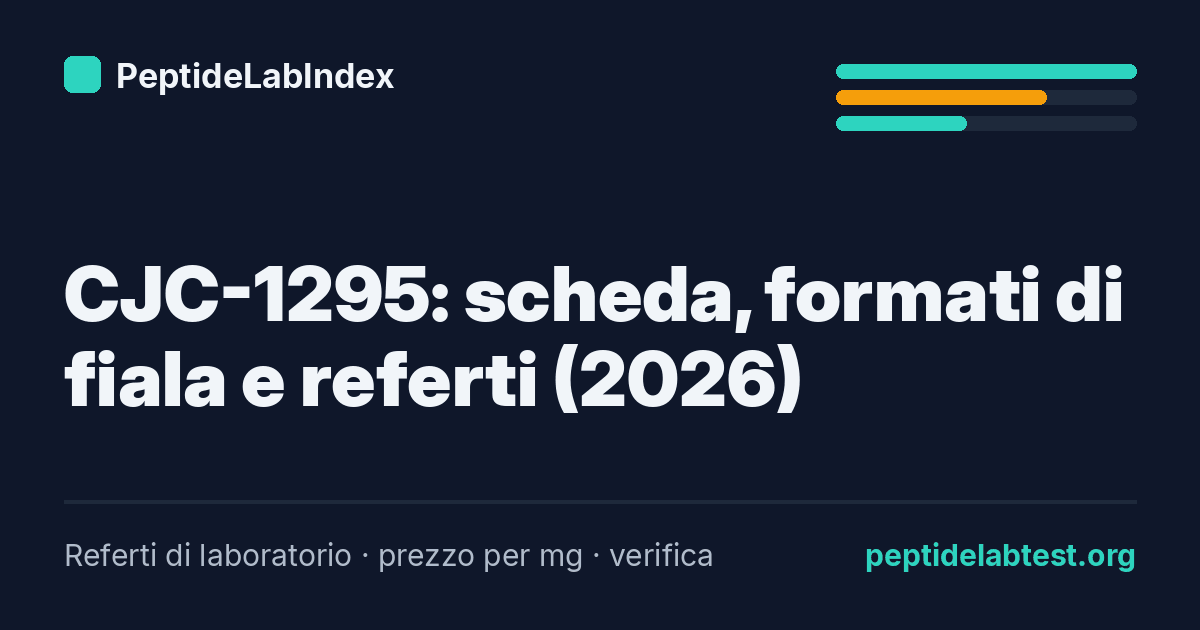 PeptideLabIndex
CJC-1295: scheda, formati di
fiala e referti (2026)
Referti di laboratorio · prezzo per mg · verifica
peptidelabtest.org